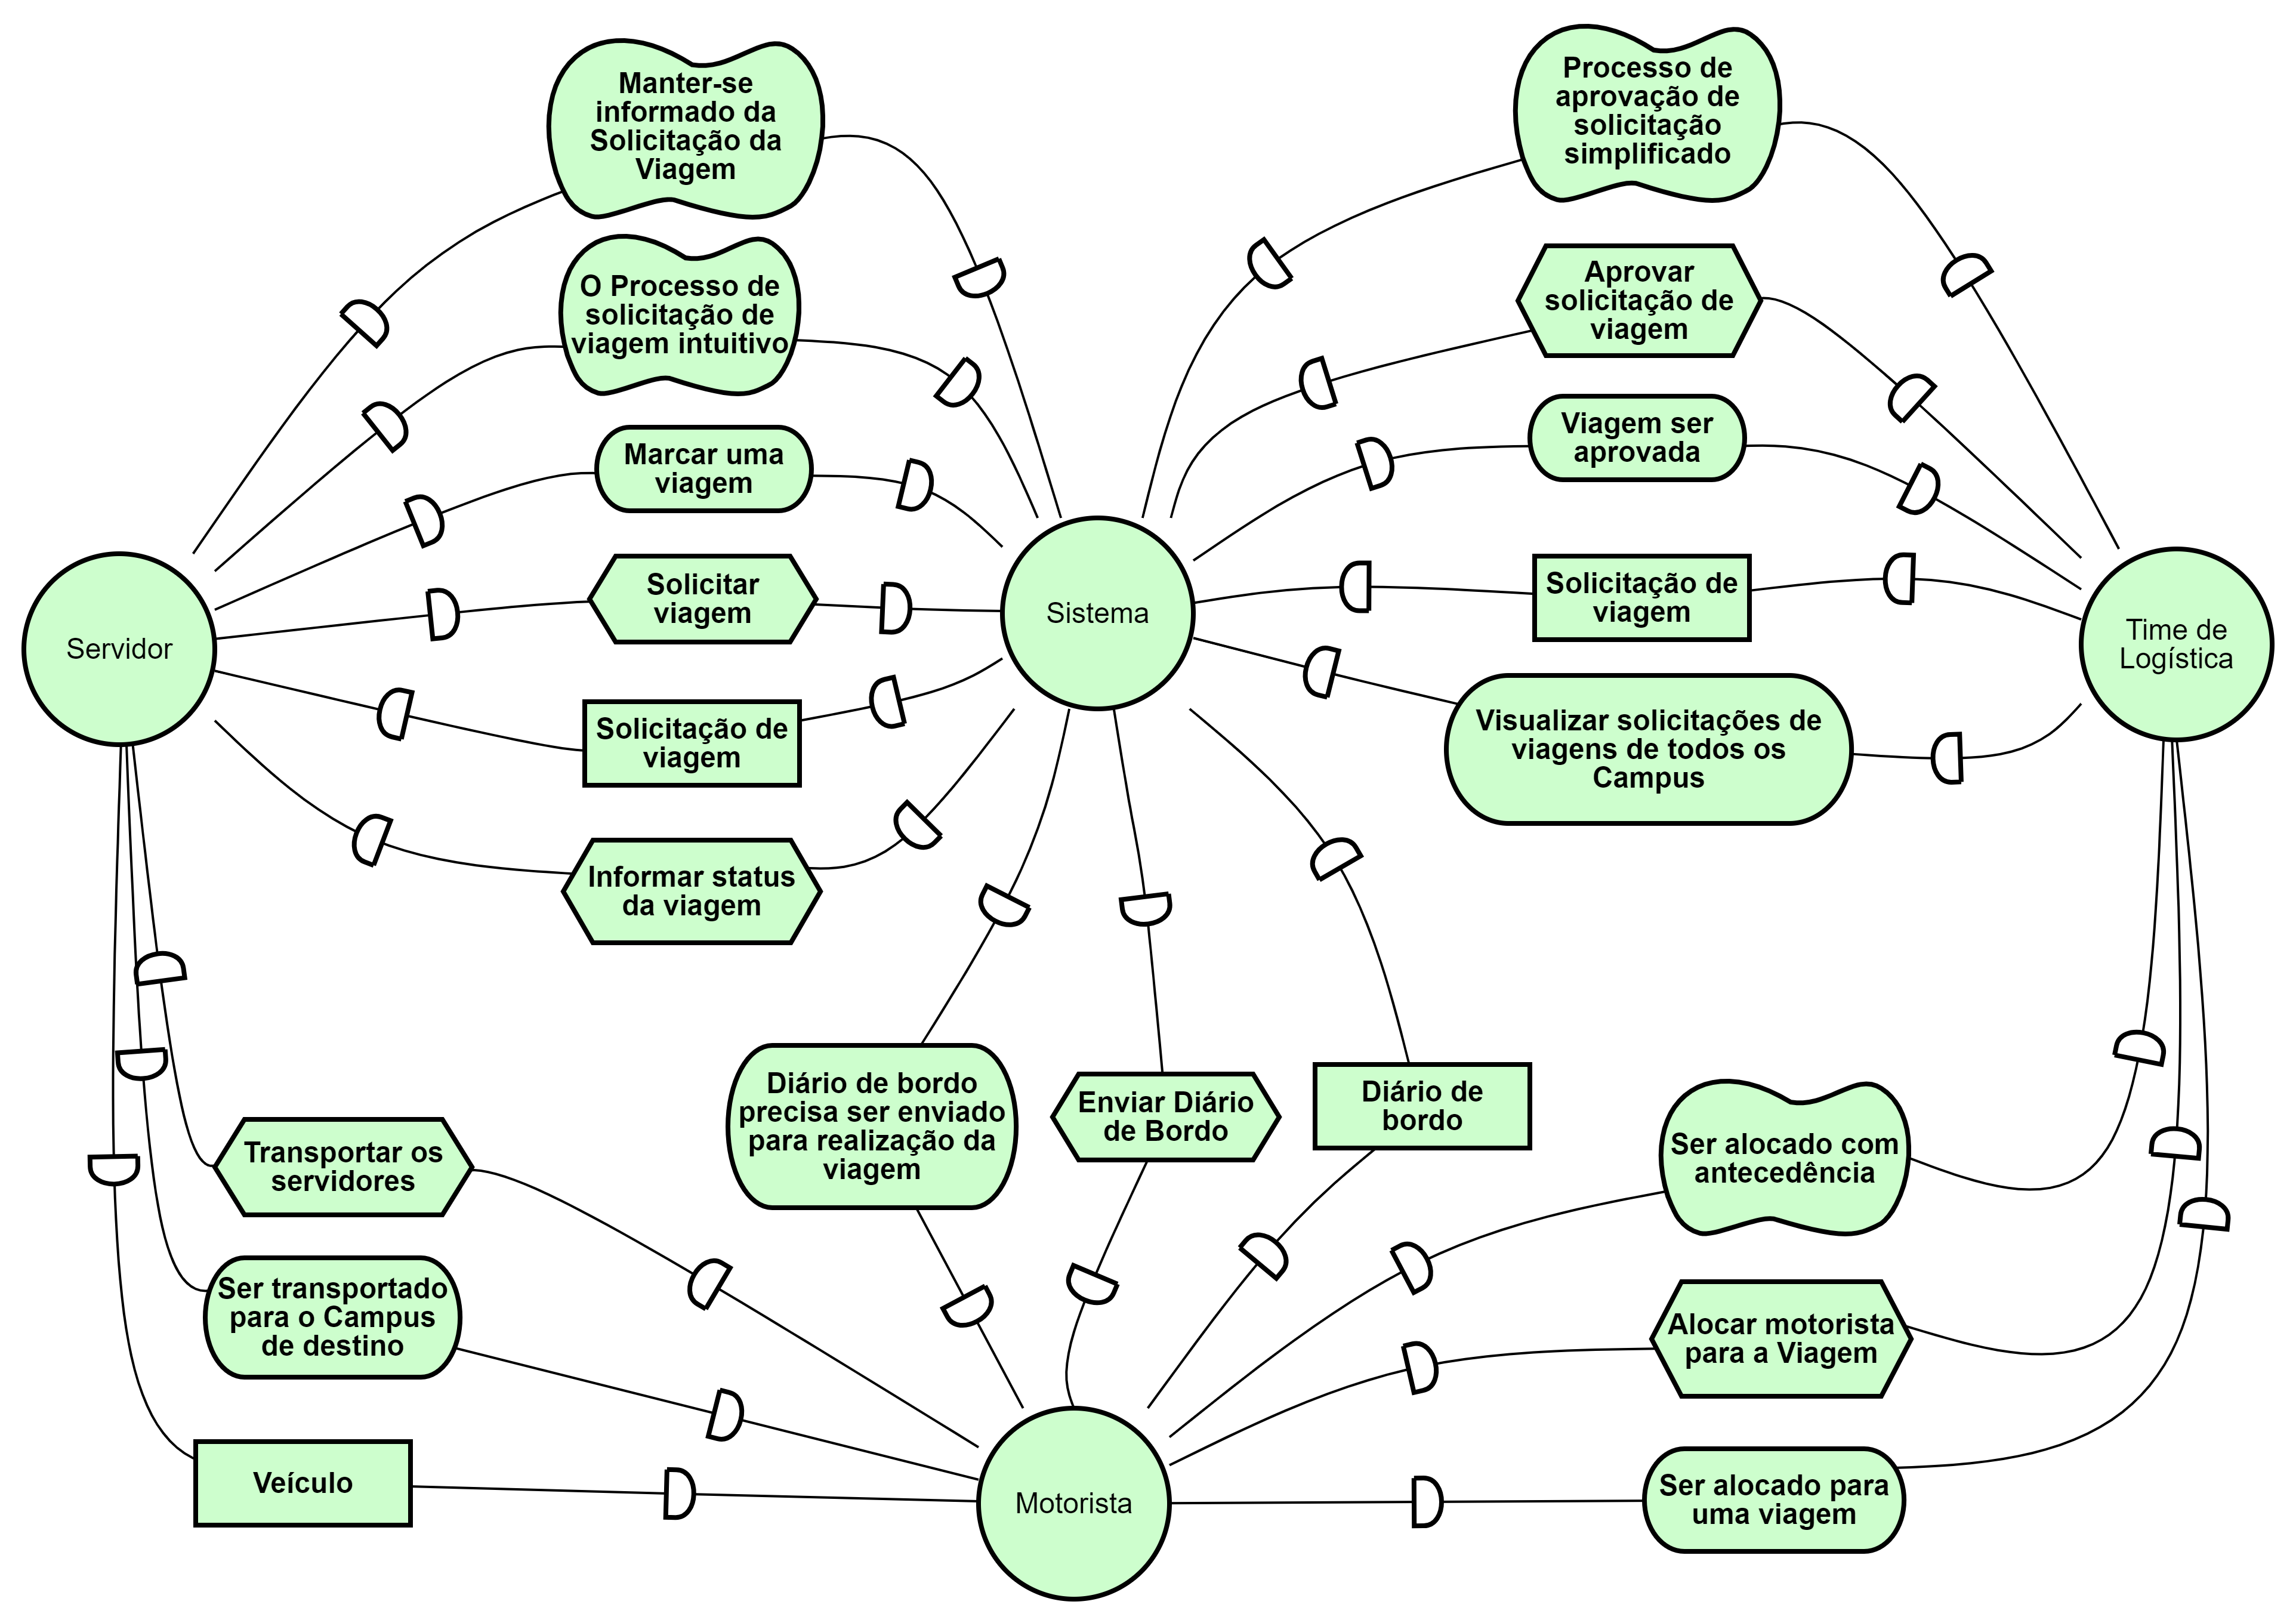 Manter-se
informado da
Solicitação da
Viagem
Processo de
aprovação de
solicitação
simplificado
O Processo de
solicitação de
viagem intuitivo
Aprovar
solicitação de
viagem
Marcar uma
viagem
Viagem ser
aprovada
Solicitar
viagem
Solicitação de
viagem
Servidor
Sistema
Time de
Logística
Solicitação de
viagem
Visualizar solicitações de
viagens de todos os
Campus
Informar status
da viagem
Transportar os
servidores
Diário de bordo
precisa ser enviado
para realização da
viagem
Enviar Diário
de Bordo
Diário de
bordo
Ser alocado com
antecedência
Ser transportado
para o Campus
de destino
Alocar motorista
para a Viagem
Veículo
Motorista
Ser alocado para
uma viagem